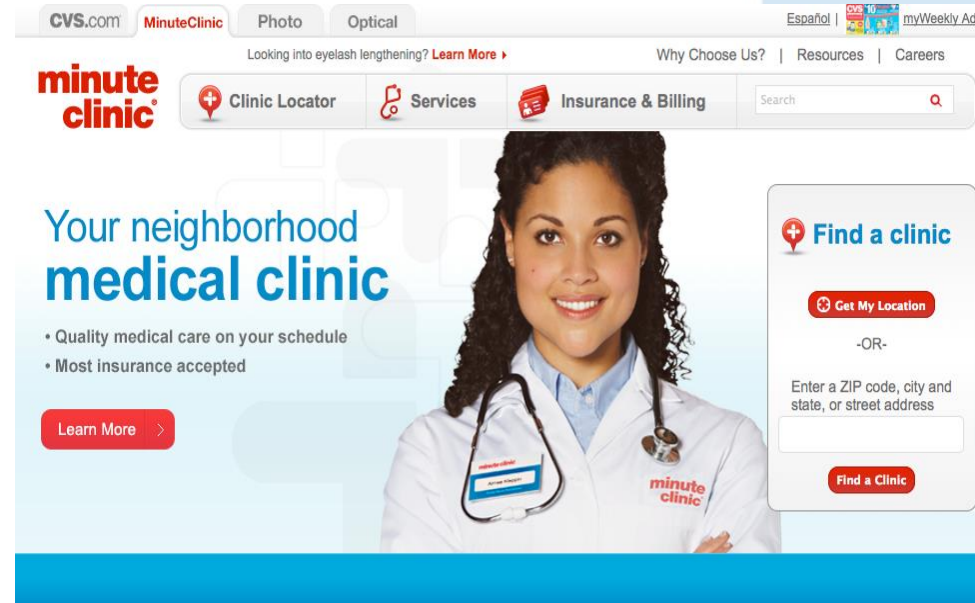 CVS.com MinuteClinic Photo Optical
Español | myWeekly Ad
Looking into eyelash lengthening? Learn More
Why Choose Us? | Resources | Careers
minute
clinic
Clinic Locator Services Insurance & Billing Search
Your neighborhood
medical clinic
• Quality medical care on your schedule
• Most insurance accepted
Learn More
Find a clinic
Get My Location
-OR-
Enter a ZIP code, city and
state, or street address
Find a Clinic
minute clinic
minute
clinic